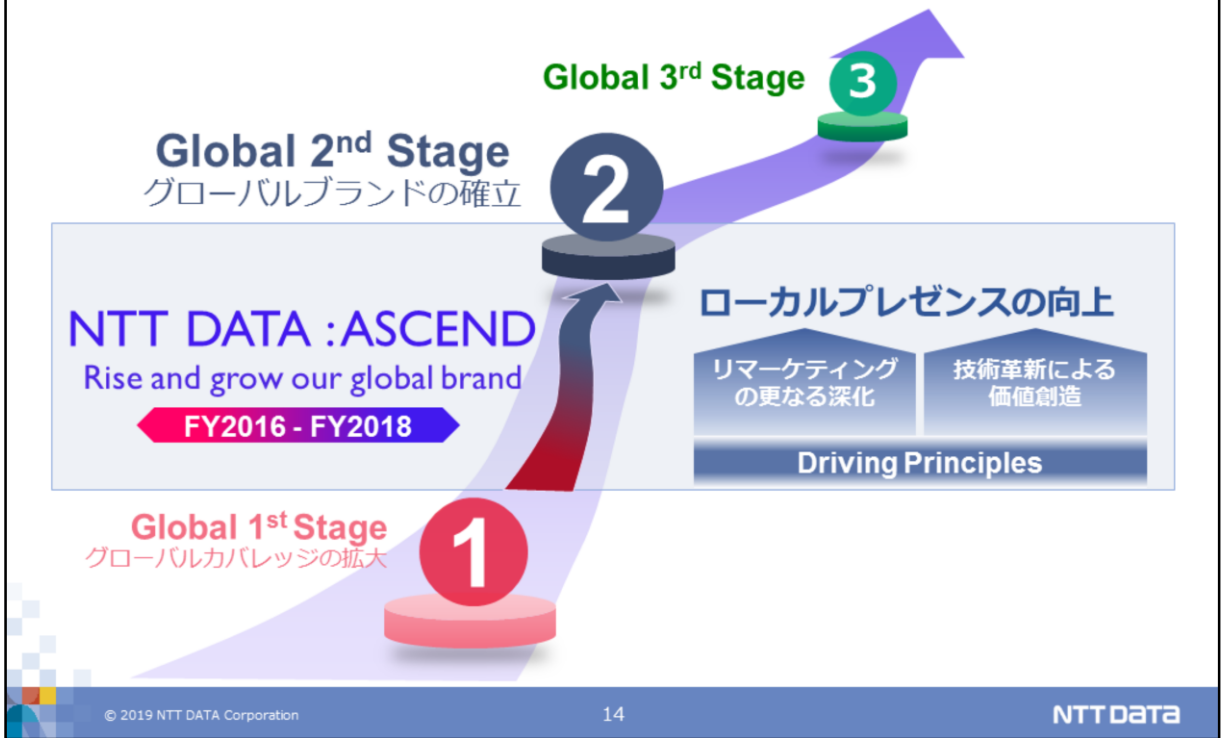 Global 3rd Stage
3
Global 2nd Stage
グローバルブランドの確立
2
NTT DATA : ASCEND
Rise and grow our global brand
FY2016 - FY2018
ローカルプレゼンスの向上
リマーケティング
の更なる深化
技術革新による
価値創造
Driving Principles
Global 1st Stage
グローバルカバレッジの拡大
1
© 2019 NTT DATA Corporation
14
NTT DATA